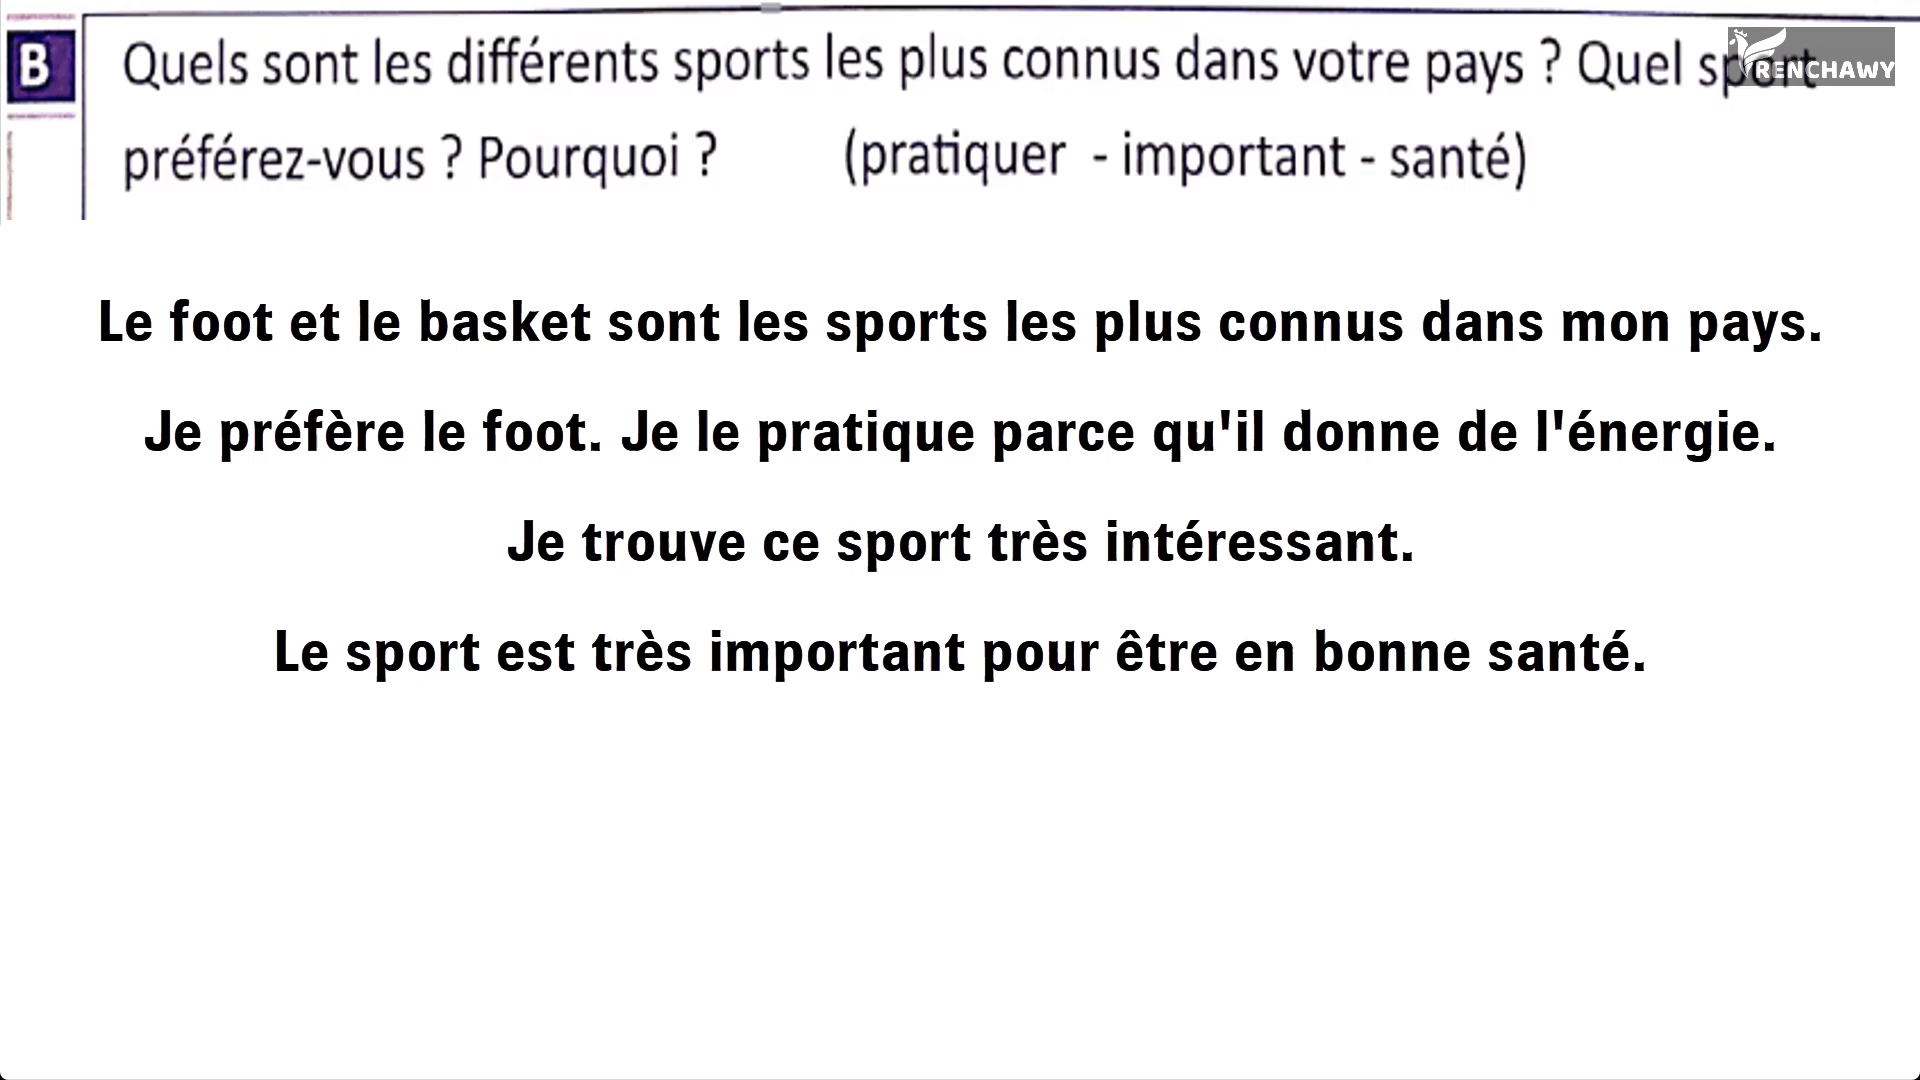 B
Quels sont les différents sports les plus connus dans votre pays ? Quel sport
RENCHAWY
préférez-vous ? Pourquoi ? (pratiquer - important - santé)
Le foot et le basket sont les sports les plus connus dans mon pays.
Je préfère le foot. Je le pratique parce qu'il donne de l'énergie.
Je trouve ce sport très intéressant.
Le sport est très important pour être en bonne santé.